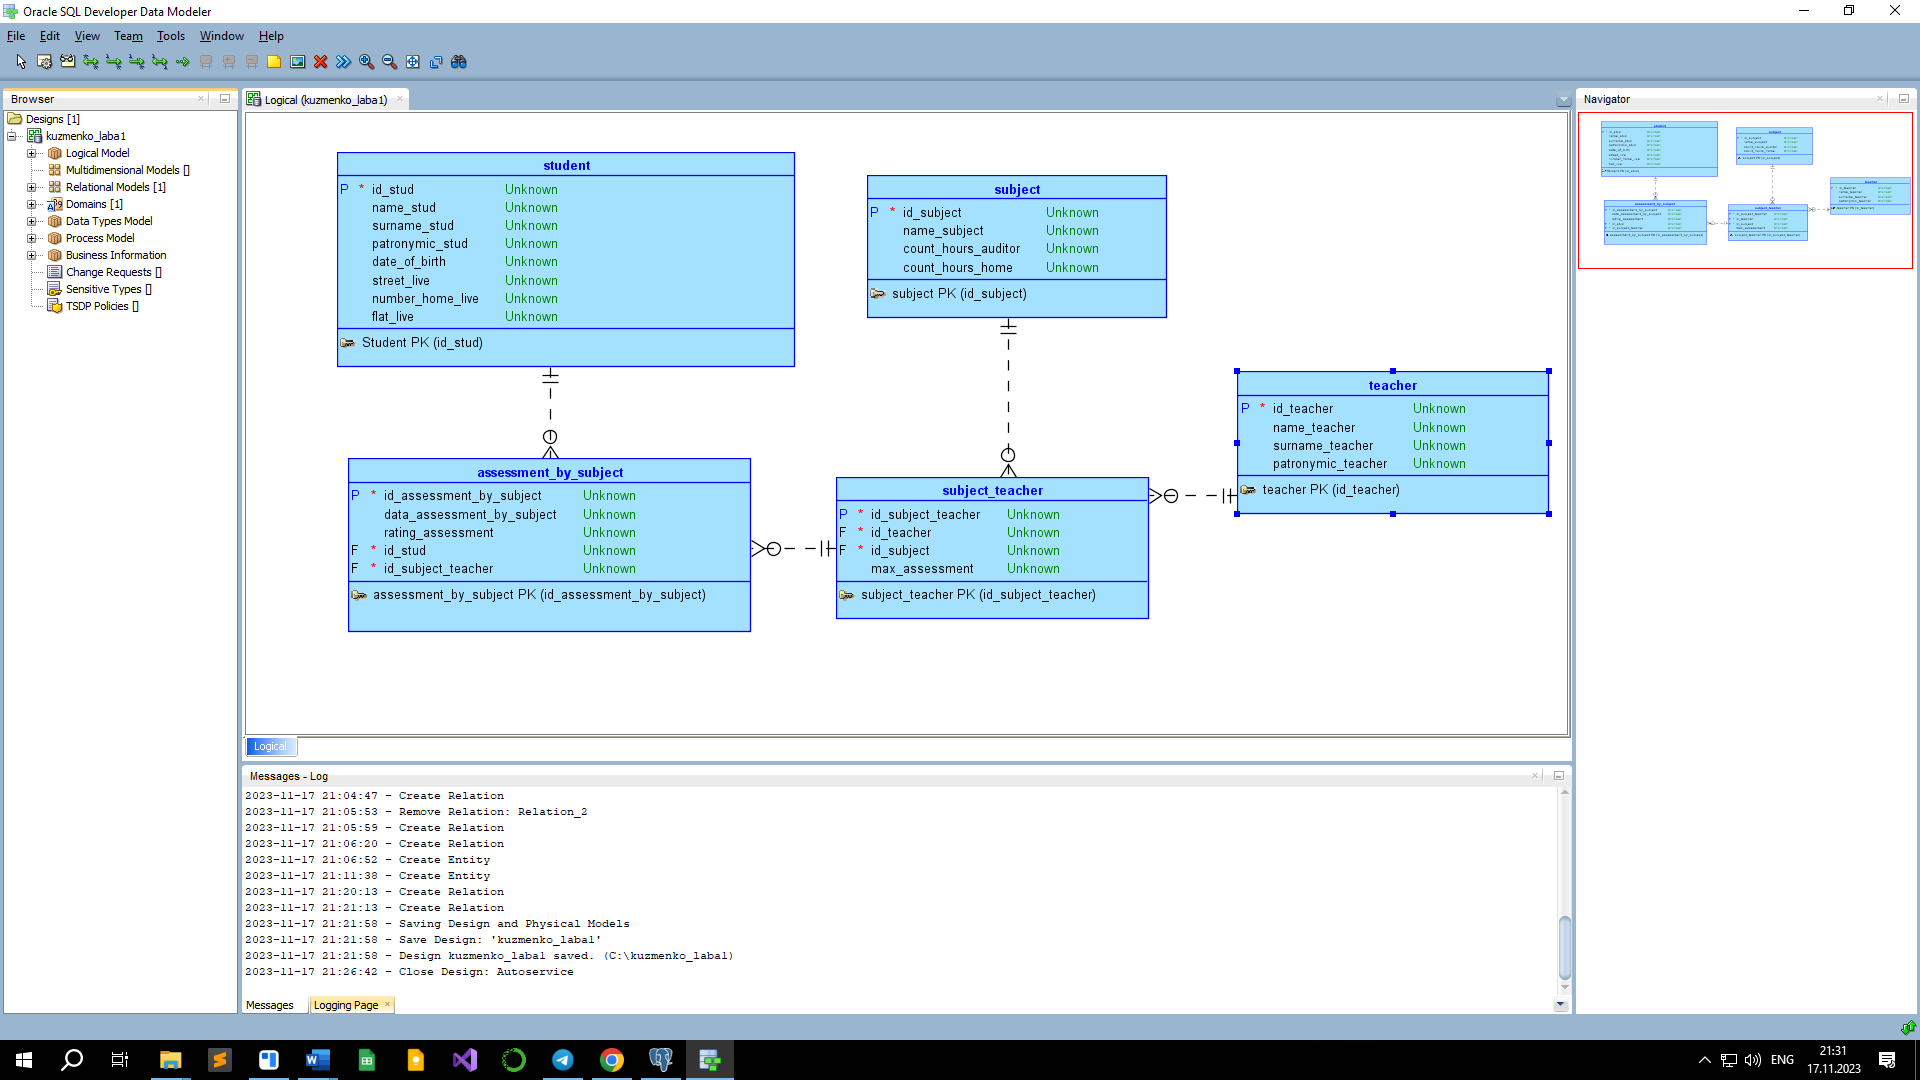 Oracle SQL Developer Data Modeler
File Edit View Team Tools Window Help
Browser
Designs [1]
kuzmenko_laba1
Logical Model
Multidimensional Models []
Relational Models [1]
Domains [1]
Data Types Model
Process Model
Business Information
Change Requests []
Sensitive Types []
TSDP Policies []
Logical (kuzmenko_laba1)
student
P * id_stud Unknown
name_stud Unknown
surname_stud Unknown
patronymic_stud Unknown
date_of_birth Unknown
street_live Unknown
number_home_live Unknown
flat_live Unknown
Student PK (id_stud)
subject
P * id_subject Unknown
name_subject Unknown
count_hours_auditor Unknown
count_hours_home Unknown
subject PK (id_subject)
teacher
P * id_teacher Unknown
name_teacher Unknown
surname_teacher Unknown
patronymic_teacher Unknown
teacher PK (id_teacher)
assessment_by_subject
P * id_assessment_by_subject Unknown
data_assessment_by_subject Unknown
rating_assessment Unknown
F * id_stud Unknown
F * id_subject_teacher Unknown
assessment_by_subject PK (id_assessment_by_subject)
subject_teacher
P * id_subject_teacher Unknown
F * id_teacher Unknown
F * id_subject Unknown
max_assessment Unknown
subject_teacher PK (id_subject_teacher)
Logical
Messages - Log
2023-11-17 21:04:47 - Create Relation
2023-11-17 21:05:53 - Remove Relation: Relation_2
2023-11-17 21:05:59 - Create Relation
2023-11-17 21:06:20 - Create Relation
2023-11-17 21:06:52 - Create Entity
2023-11-17 21:11:38 - Create Entity
2023-11-17 21:20:13 - Create Relation
2023-11-17 21:21:13 - Create Relation
2023-11-17 21:21:58 - Saving Design and Physical Models
2023-11-17 21:21:58 - Save Design: 'kuzmenko_laba1'
2023-11-17 21:21:58 - Design kuzmenko_laba1 saved. (C:\kuzmenko_laba1)
2023-11-17 21:26:42 - Close Design: Autoservice
Messages
Logging Page
Navigator
ENG
21:31
17.11.2023